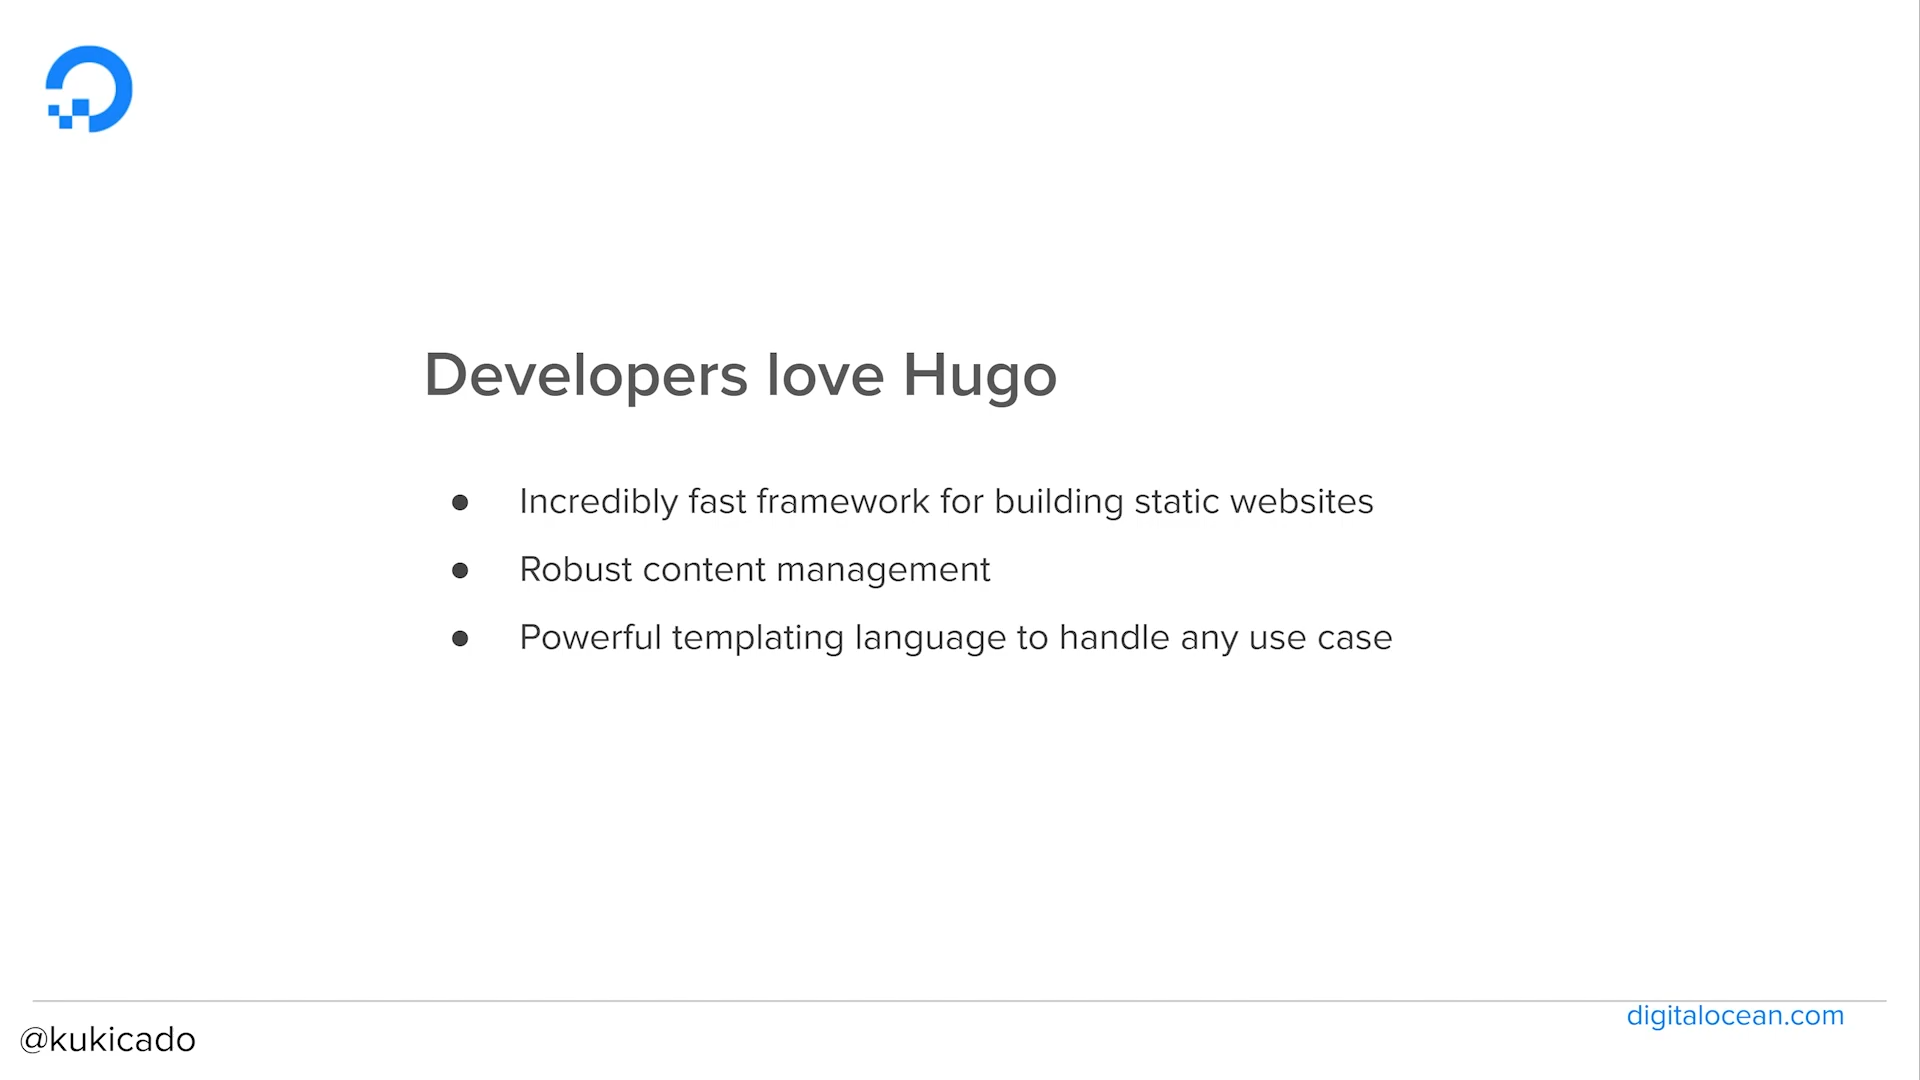 Developers love Hugo
● Incredibly fast framework for building static websites
● Robust content management
● Powerful templating language to handle any use case
@kukicado
digitalocean.com